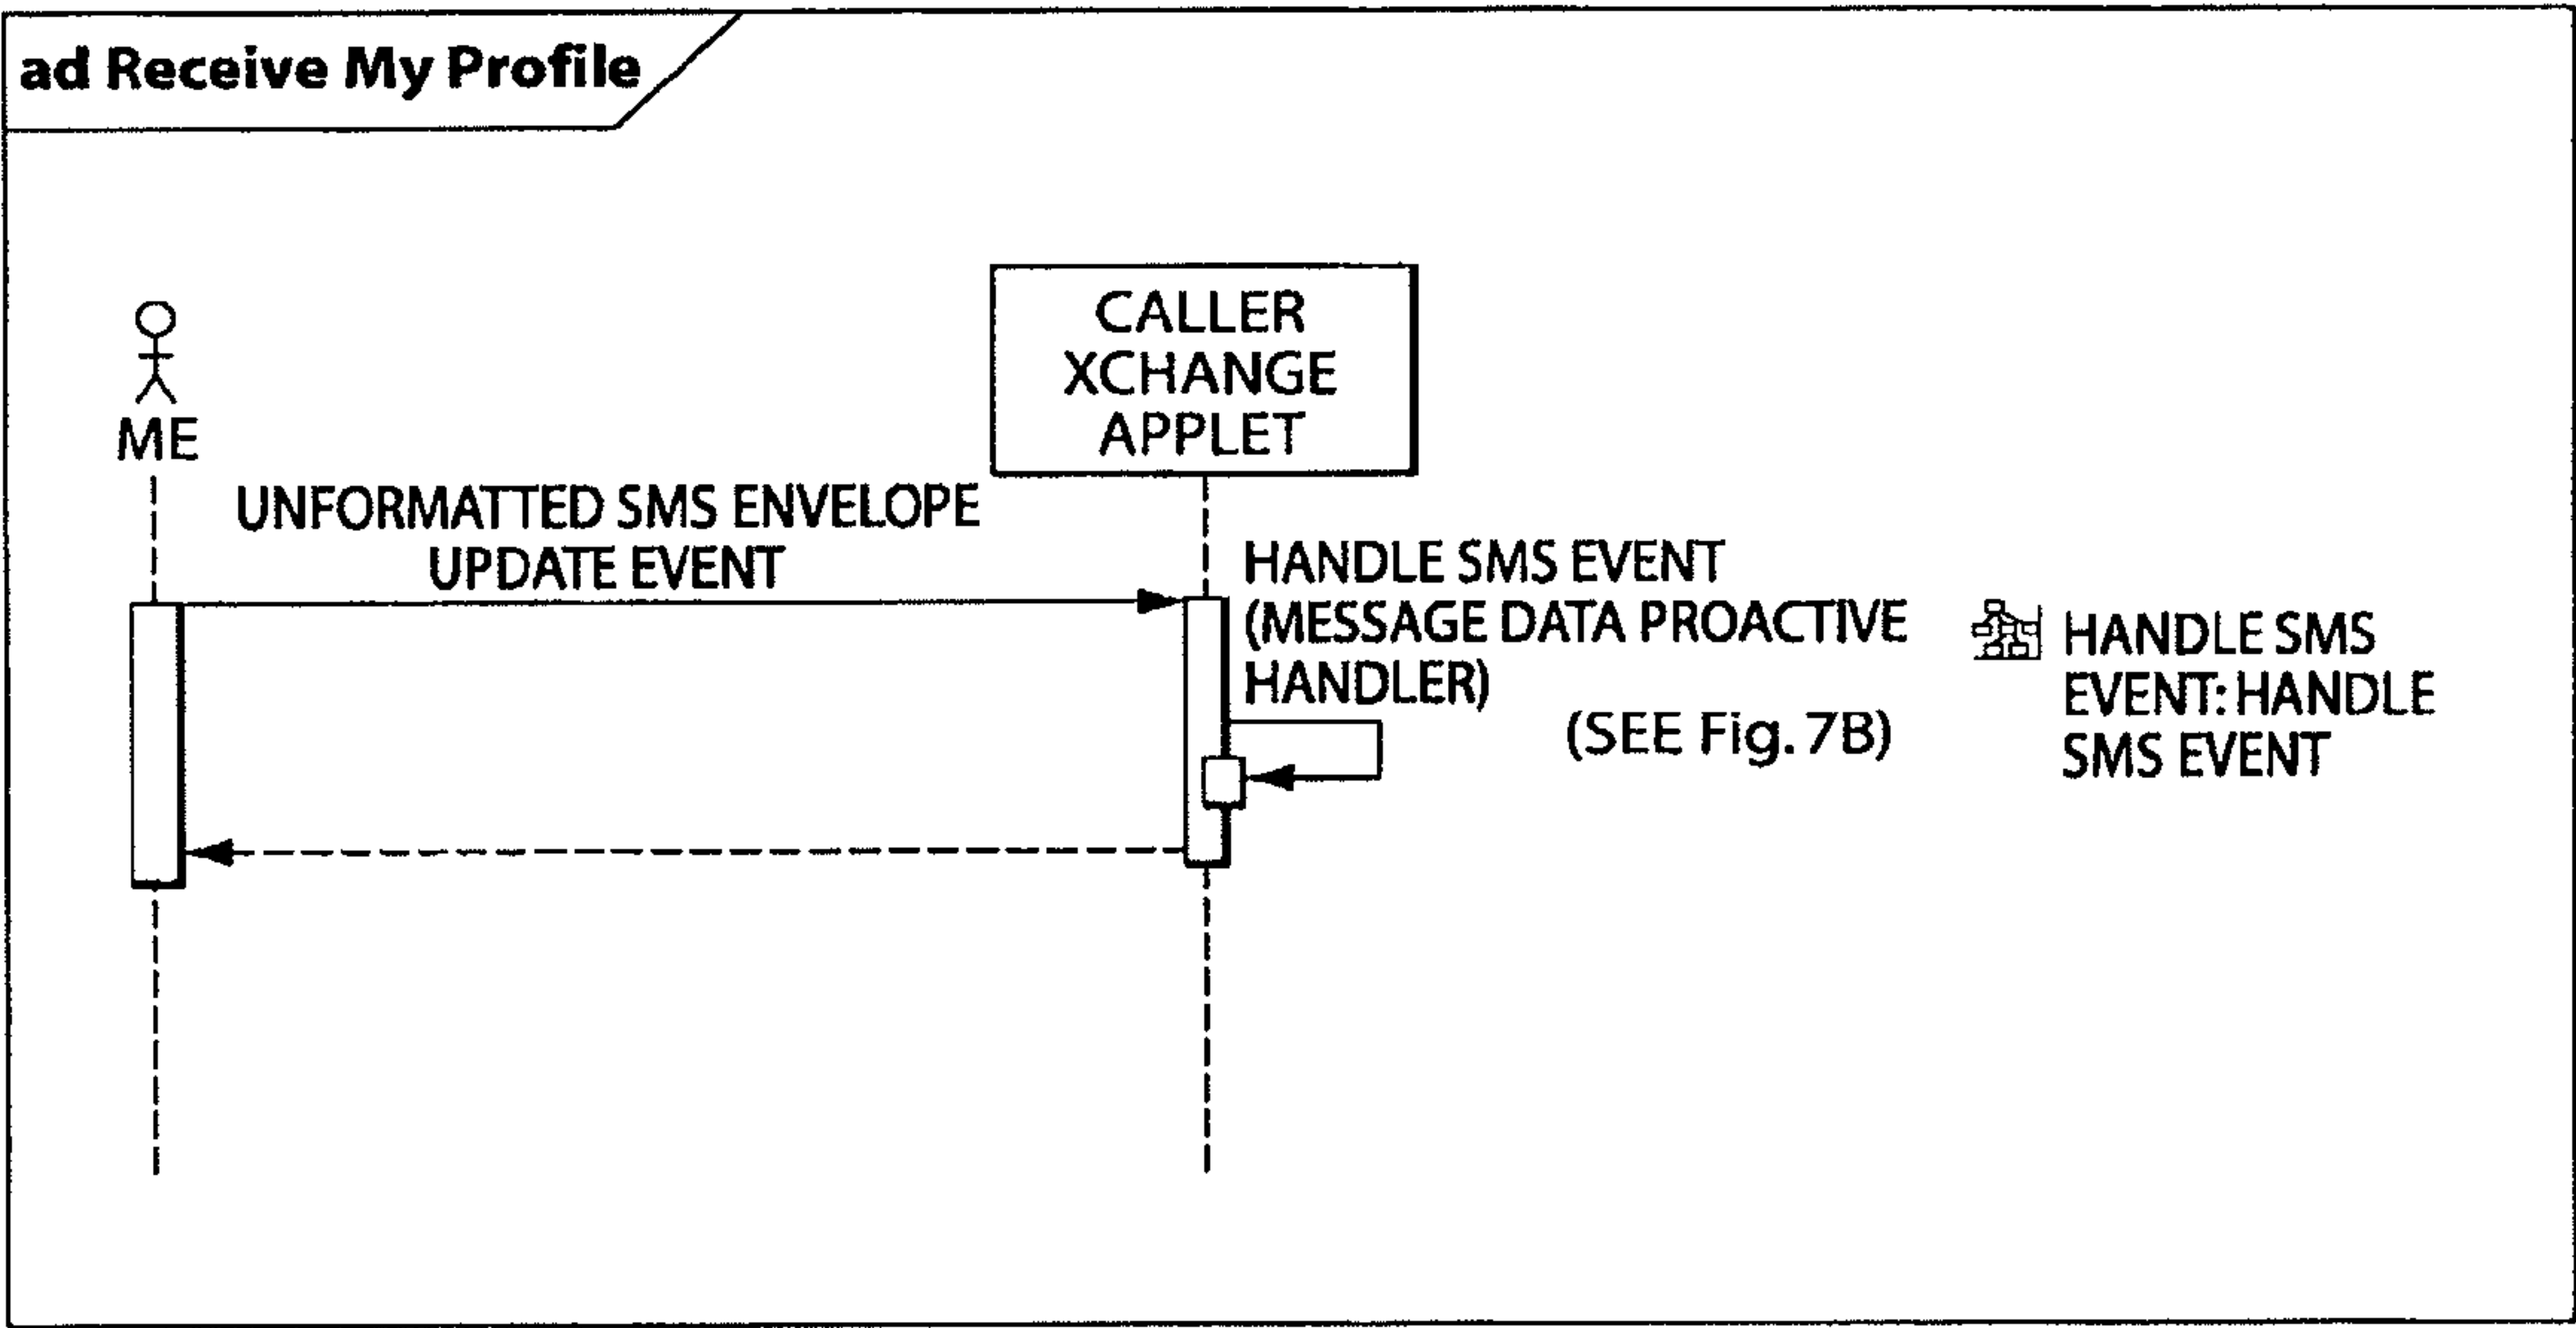 ad Receive My Profile
CALLER
XCHANGE
APPLET
ME
UNFORMATTED SMS ENVELOPE
UPDATE EVENT
HANDLE SMS EVENT
(MESSAGE DATA PROACTIVE
HANDLER)
(SEE Fig. 7B)
HANDLE SMS
EVENT: HANDLE
SMS EVENT